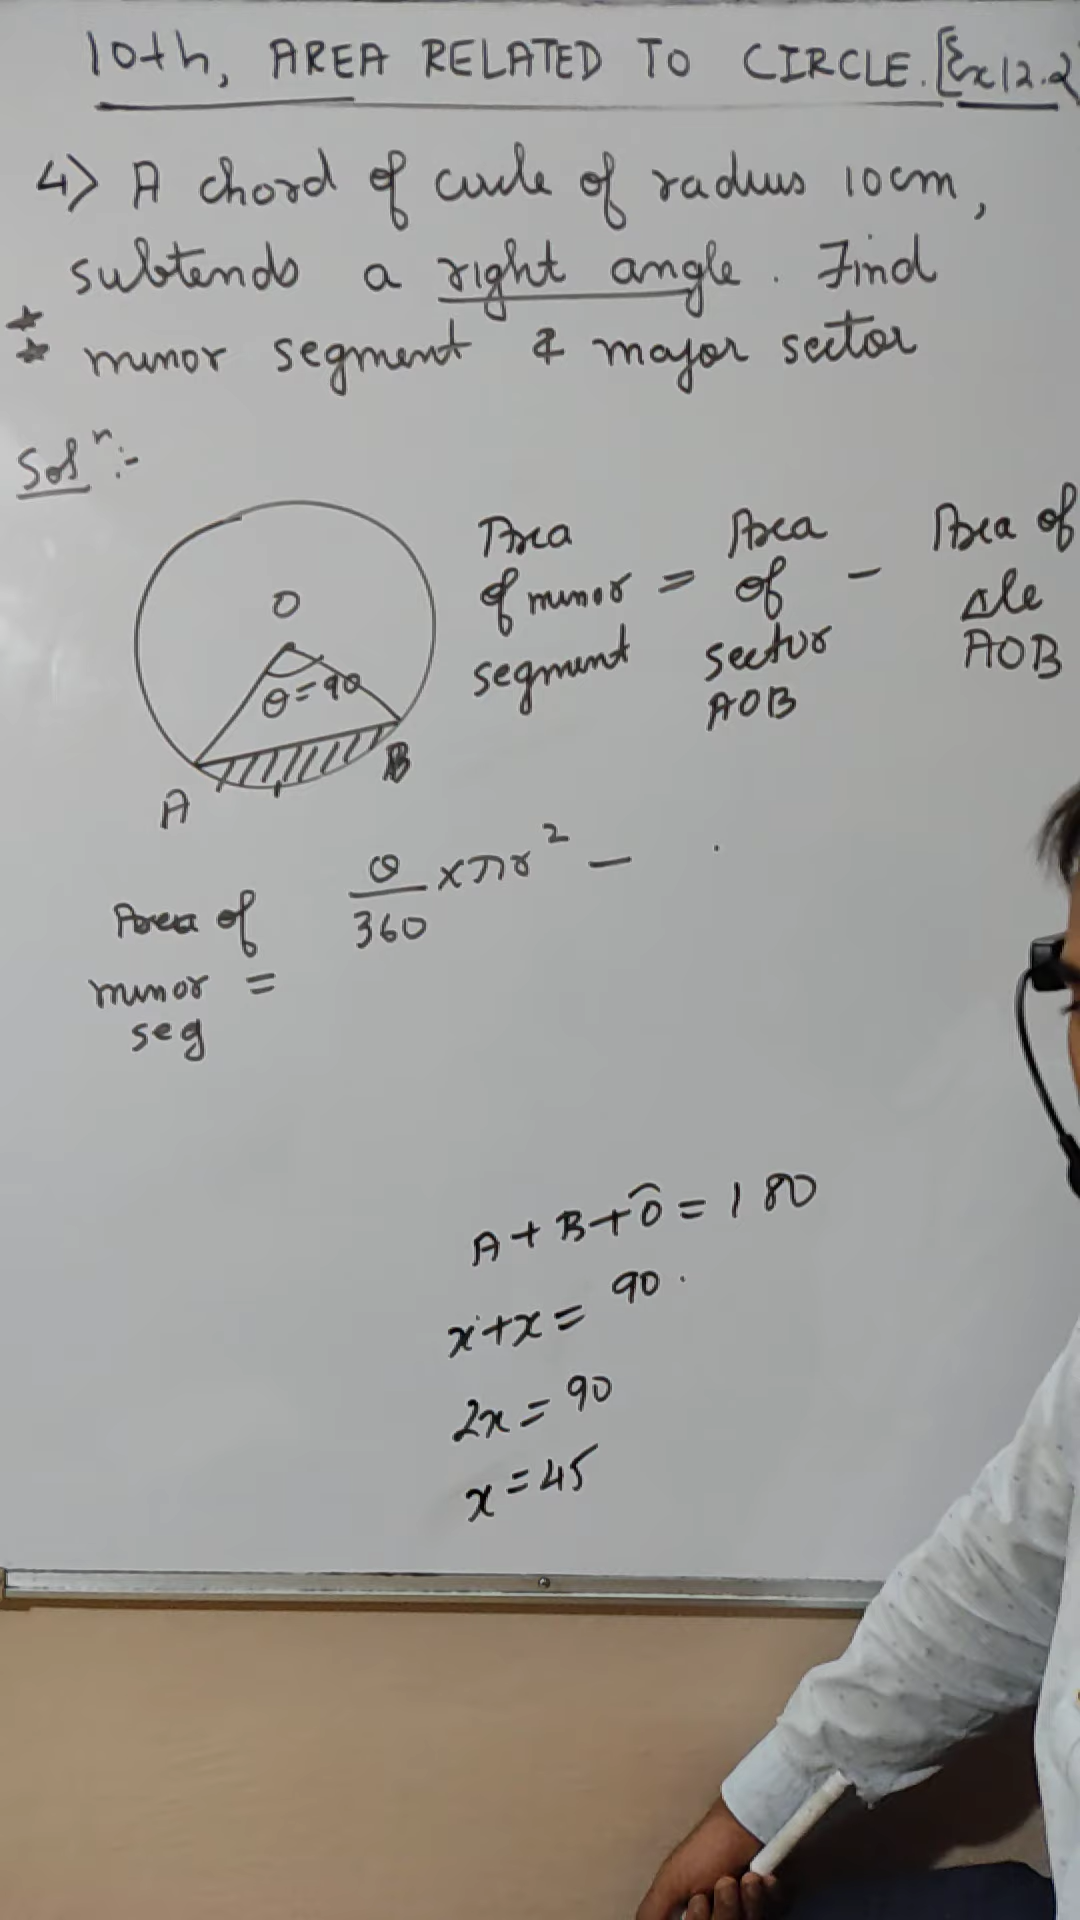 10th, AREA RELATED TO CIRCLE. [Ex12.2]
4) A chord of circle of radius 10cm,
subtends a right angle. Find
minor segment & major sector
Solⁿ:-
O
θ=90
A
B
Area of minor segment = Area of sector AOB - Area of Δle AOB
Area of minor seg = θ/360 × πr² -
A + B + O = 180
x+x = 90.
2x = 90
x = 45